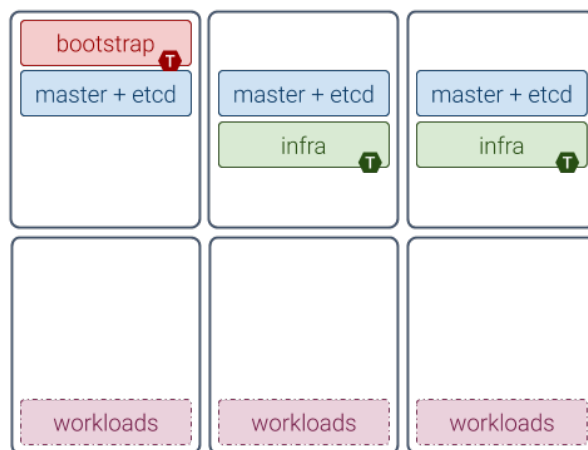 bootstrap
T
master + etcd
master + etcd
master + etcd
infra
T
infra
T
workloads
workloads
workloads